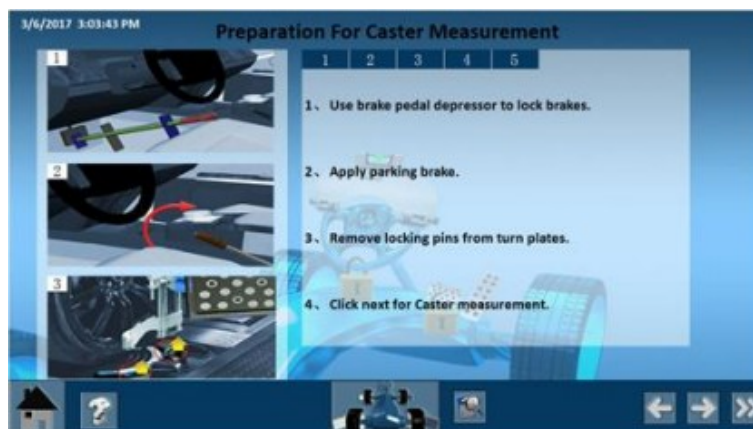 3/6/2017 3:03:43 PM
Preparation For Caster Measurement
1 2 3 4 5
1
1、 Use brake pedal depressor to lock brakes.
2
2、 Apply parking brake.
3、 Remove locking pins from turn plates.
3
4、 Click next for Caster measurement.